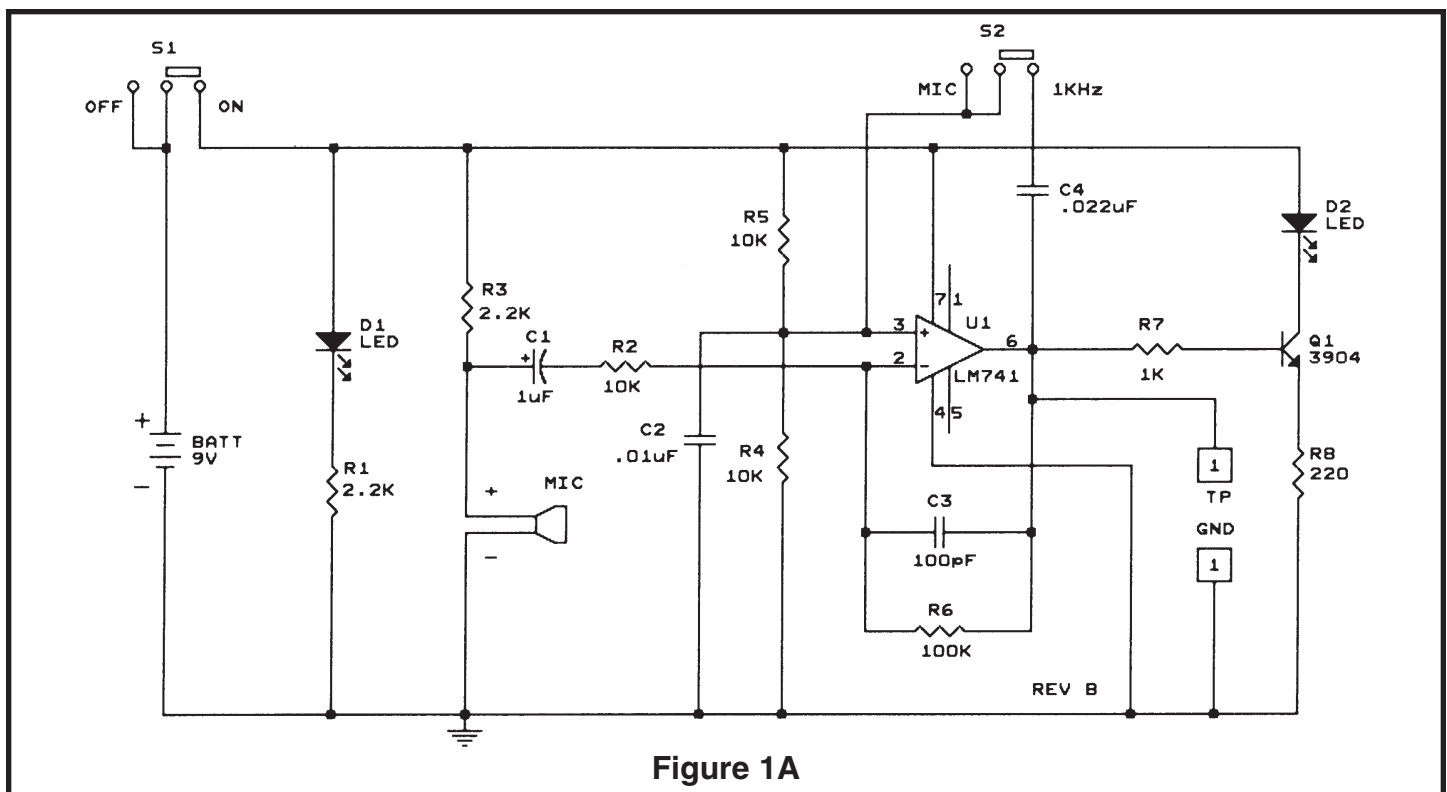 S1
S2
OFF
ON
MIC
1KHz
C4
.022uF
D2
LED
R5
10K
R3
2.2K
D1
LED
C1
+
1uF
R2
10K
7 1
3
+
U1
6
2
-
LM741
4 5
R7
1K
Q1
3904
+
BATT
9V
-
R1
2.2K
C2
.01uF
R4
10K
+
MIC
-
C3
100pF
R6
100K
1
TP
GND
1
R8
220
REV B
Figure 1A